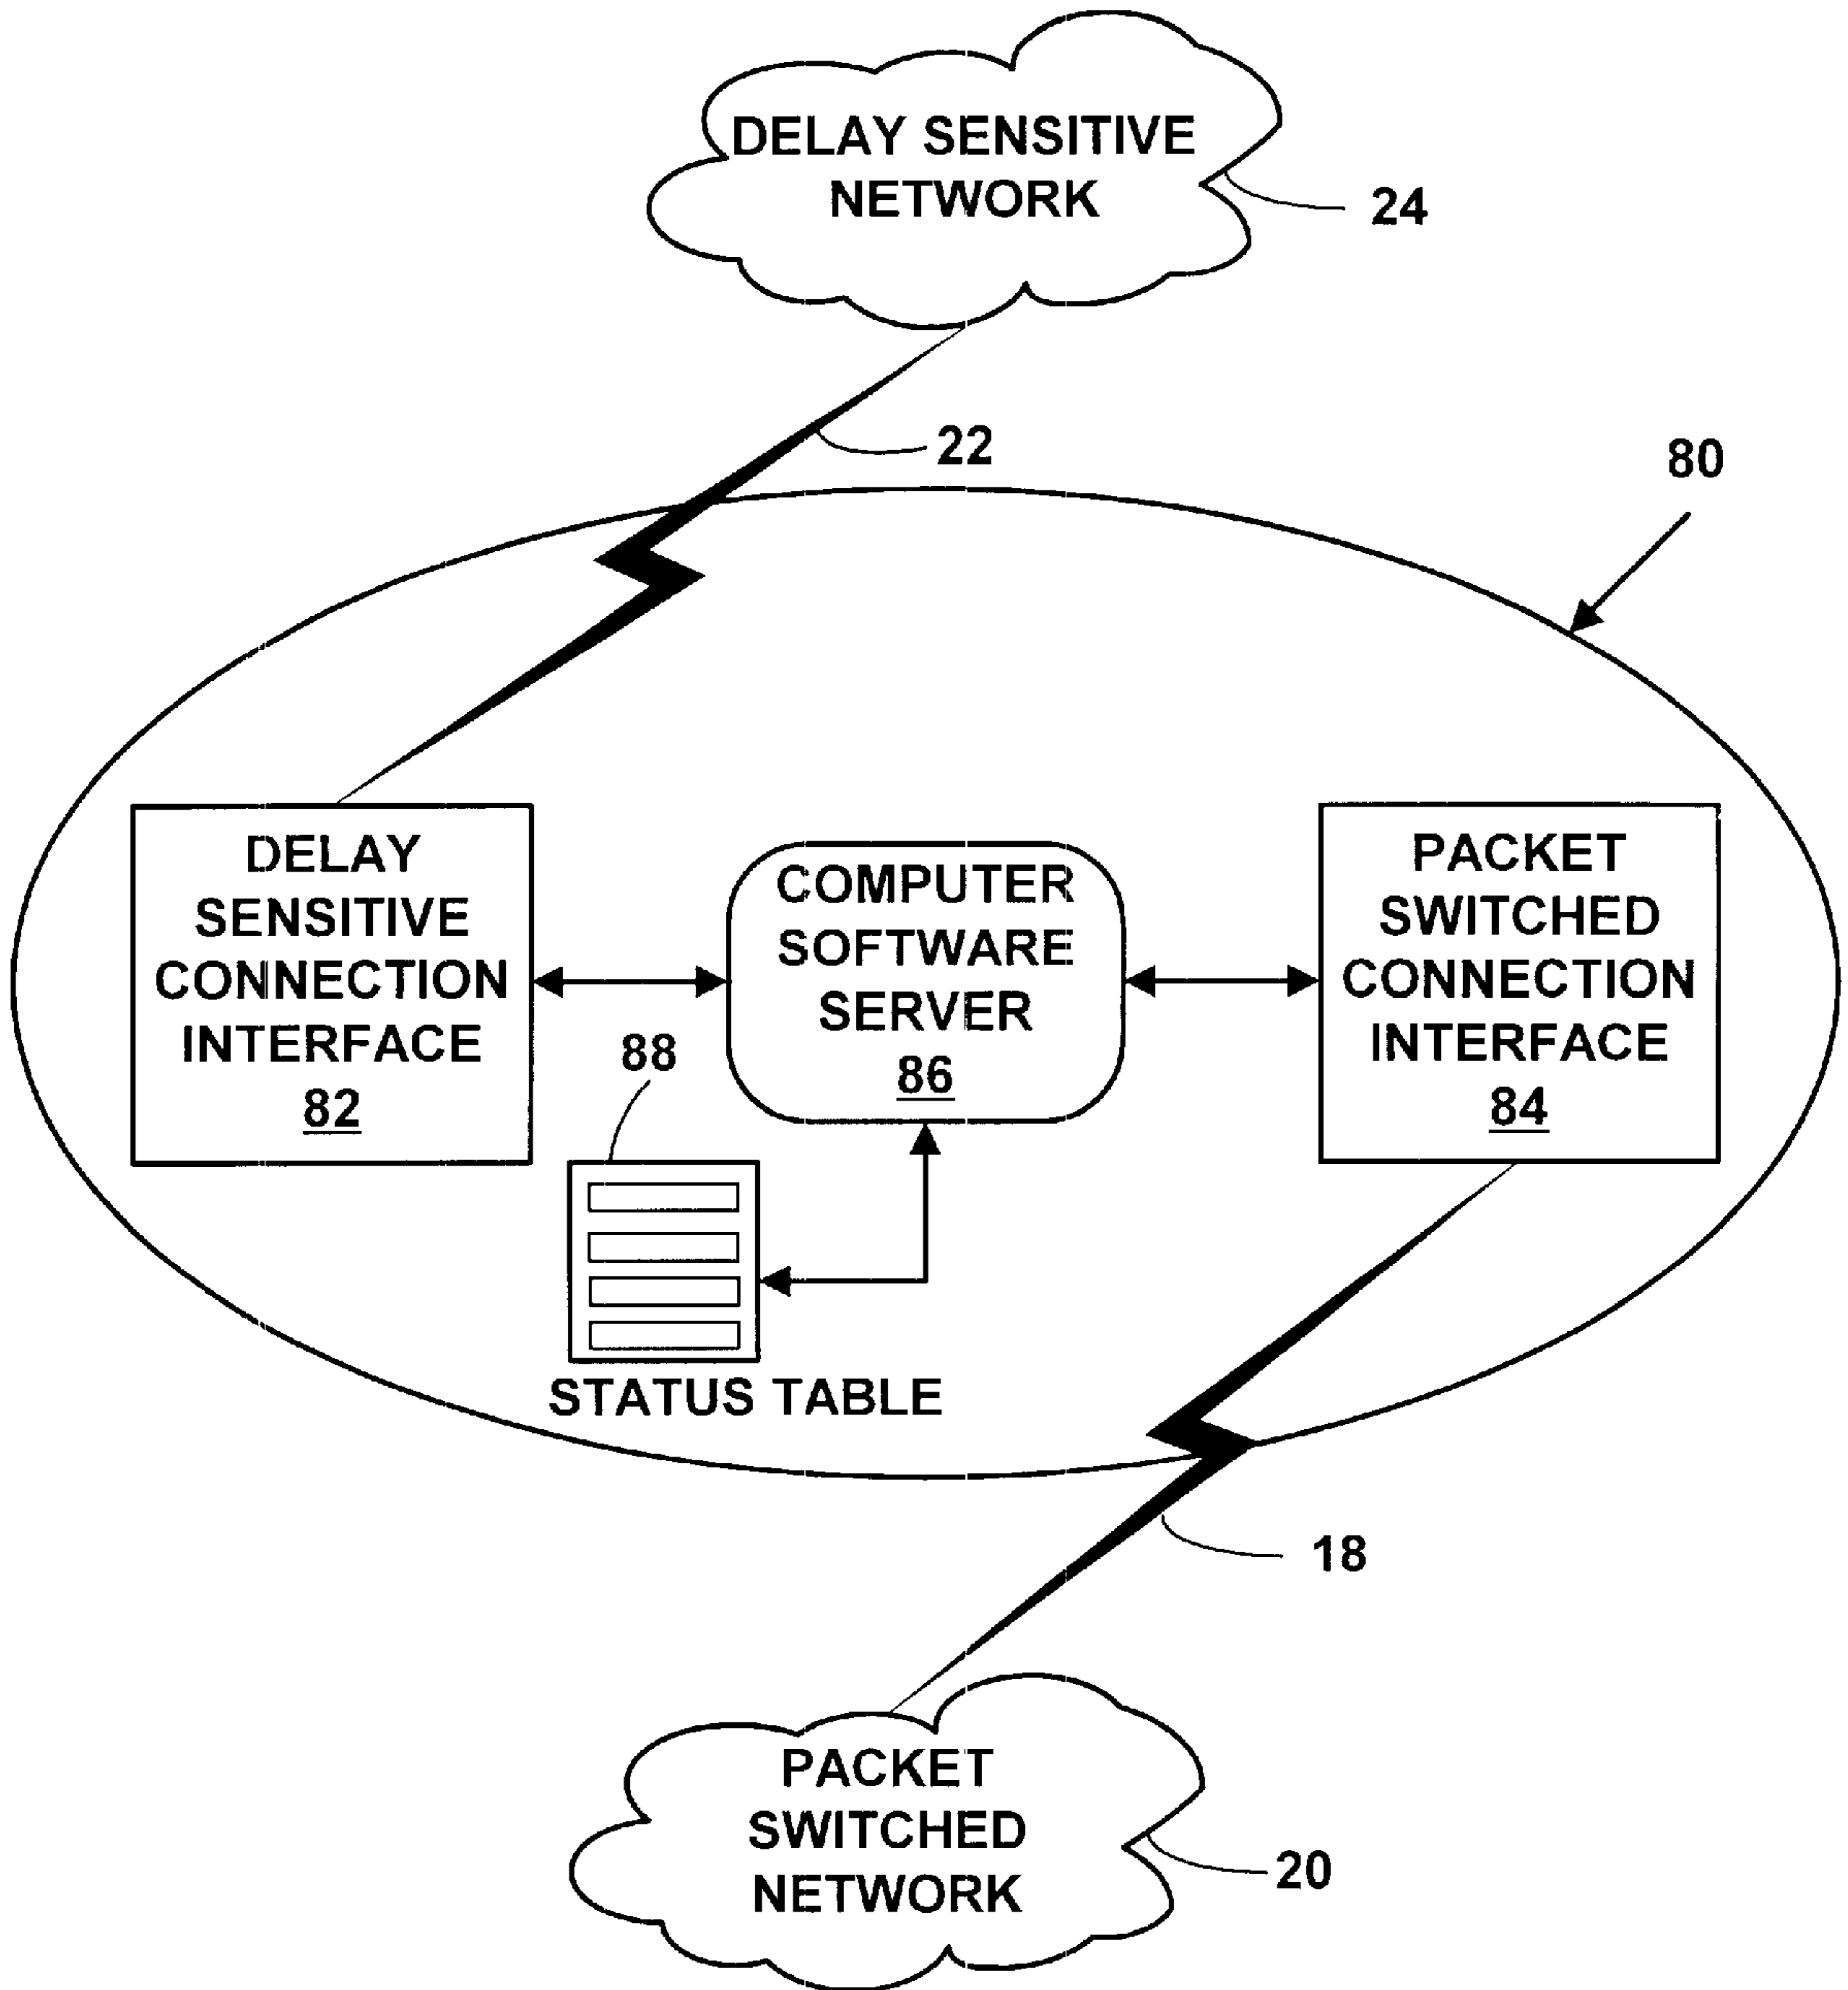 DELAY SENSITIVE
NETWORK
24
22
80
DELAY
SENSITIVE
CONNECTION
INTERFACE
82
COMPUTER
SOFTWARE
SERVER
86
PACKET
SWITCHED
CONNECTION
INTERFACE
84
88
STATUS TABLE
18
PACKET
SWITCHED
NETWORK
20